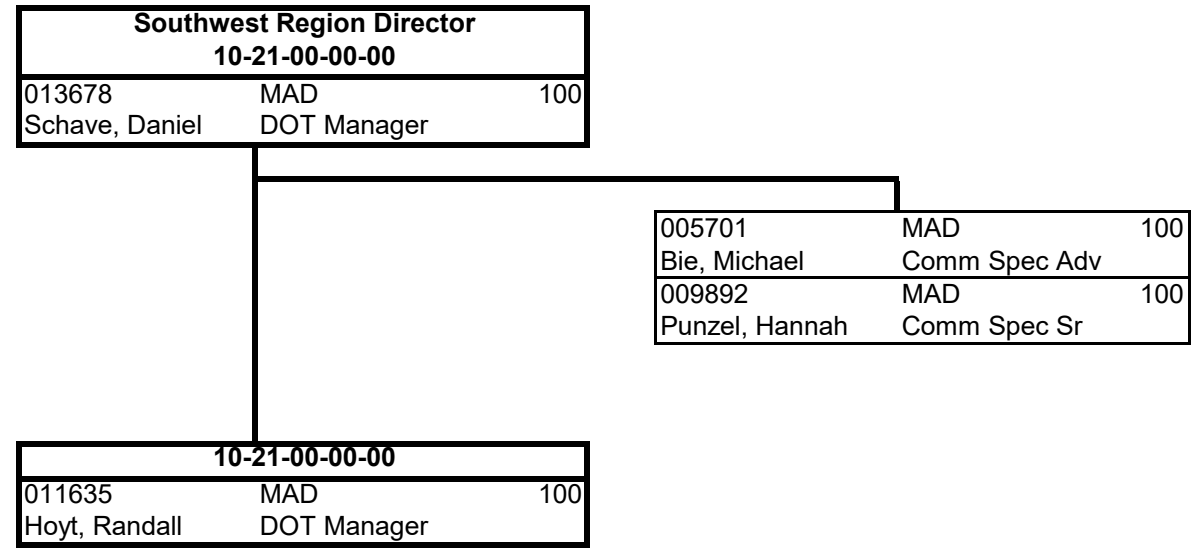 Southwest Region Director
10-21-00-00-00
013678 MAD 100
Schave, Daniel DOT Manager
005701 MAD 100
Bie, Michael Comm Spec Adv
009892 MAD 100
Punzel, Hannah Comm Spec Sr
10-21-00-00-00
011635 MAD 100
Hoyt, Randall DOT Manager